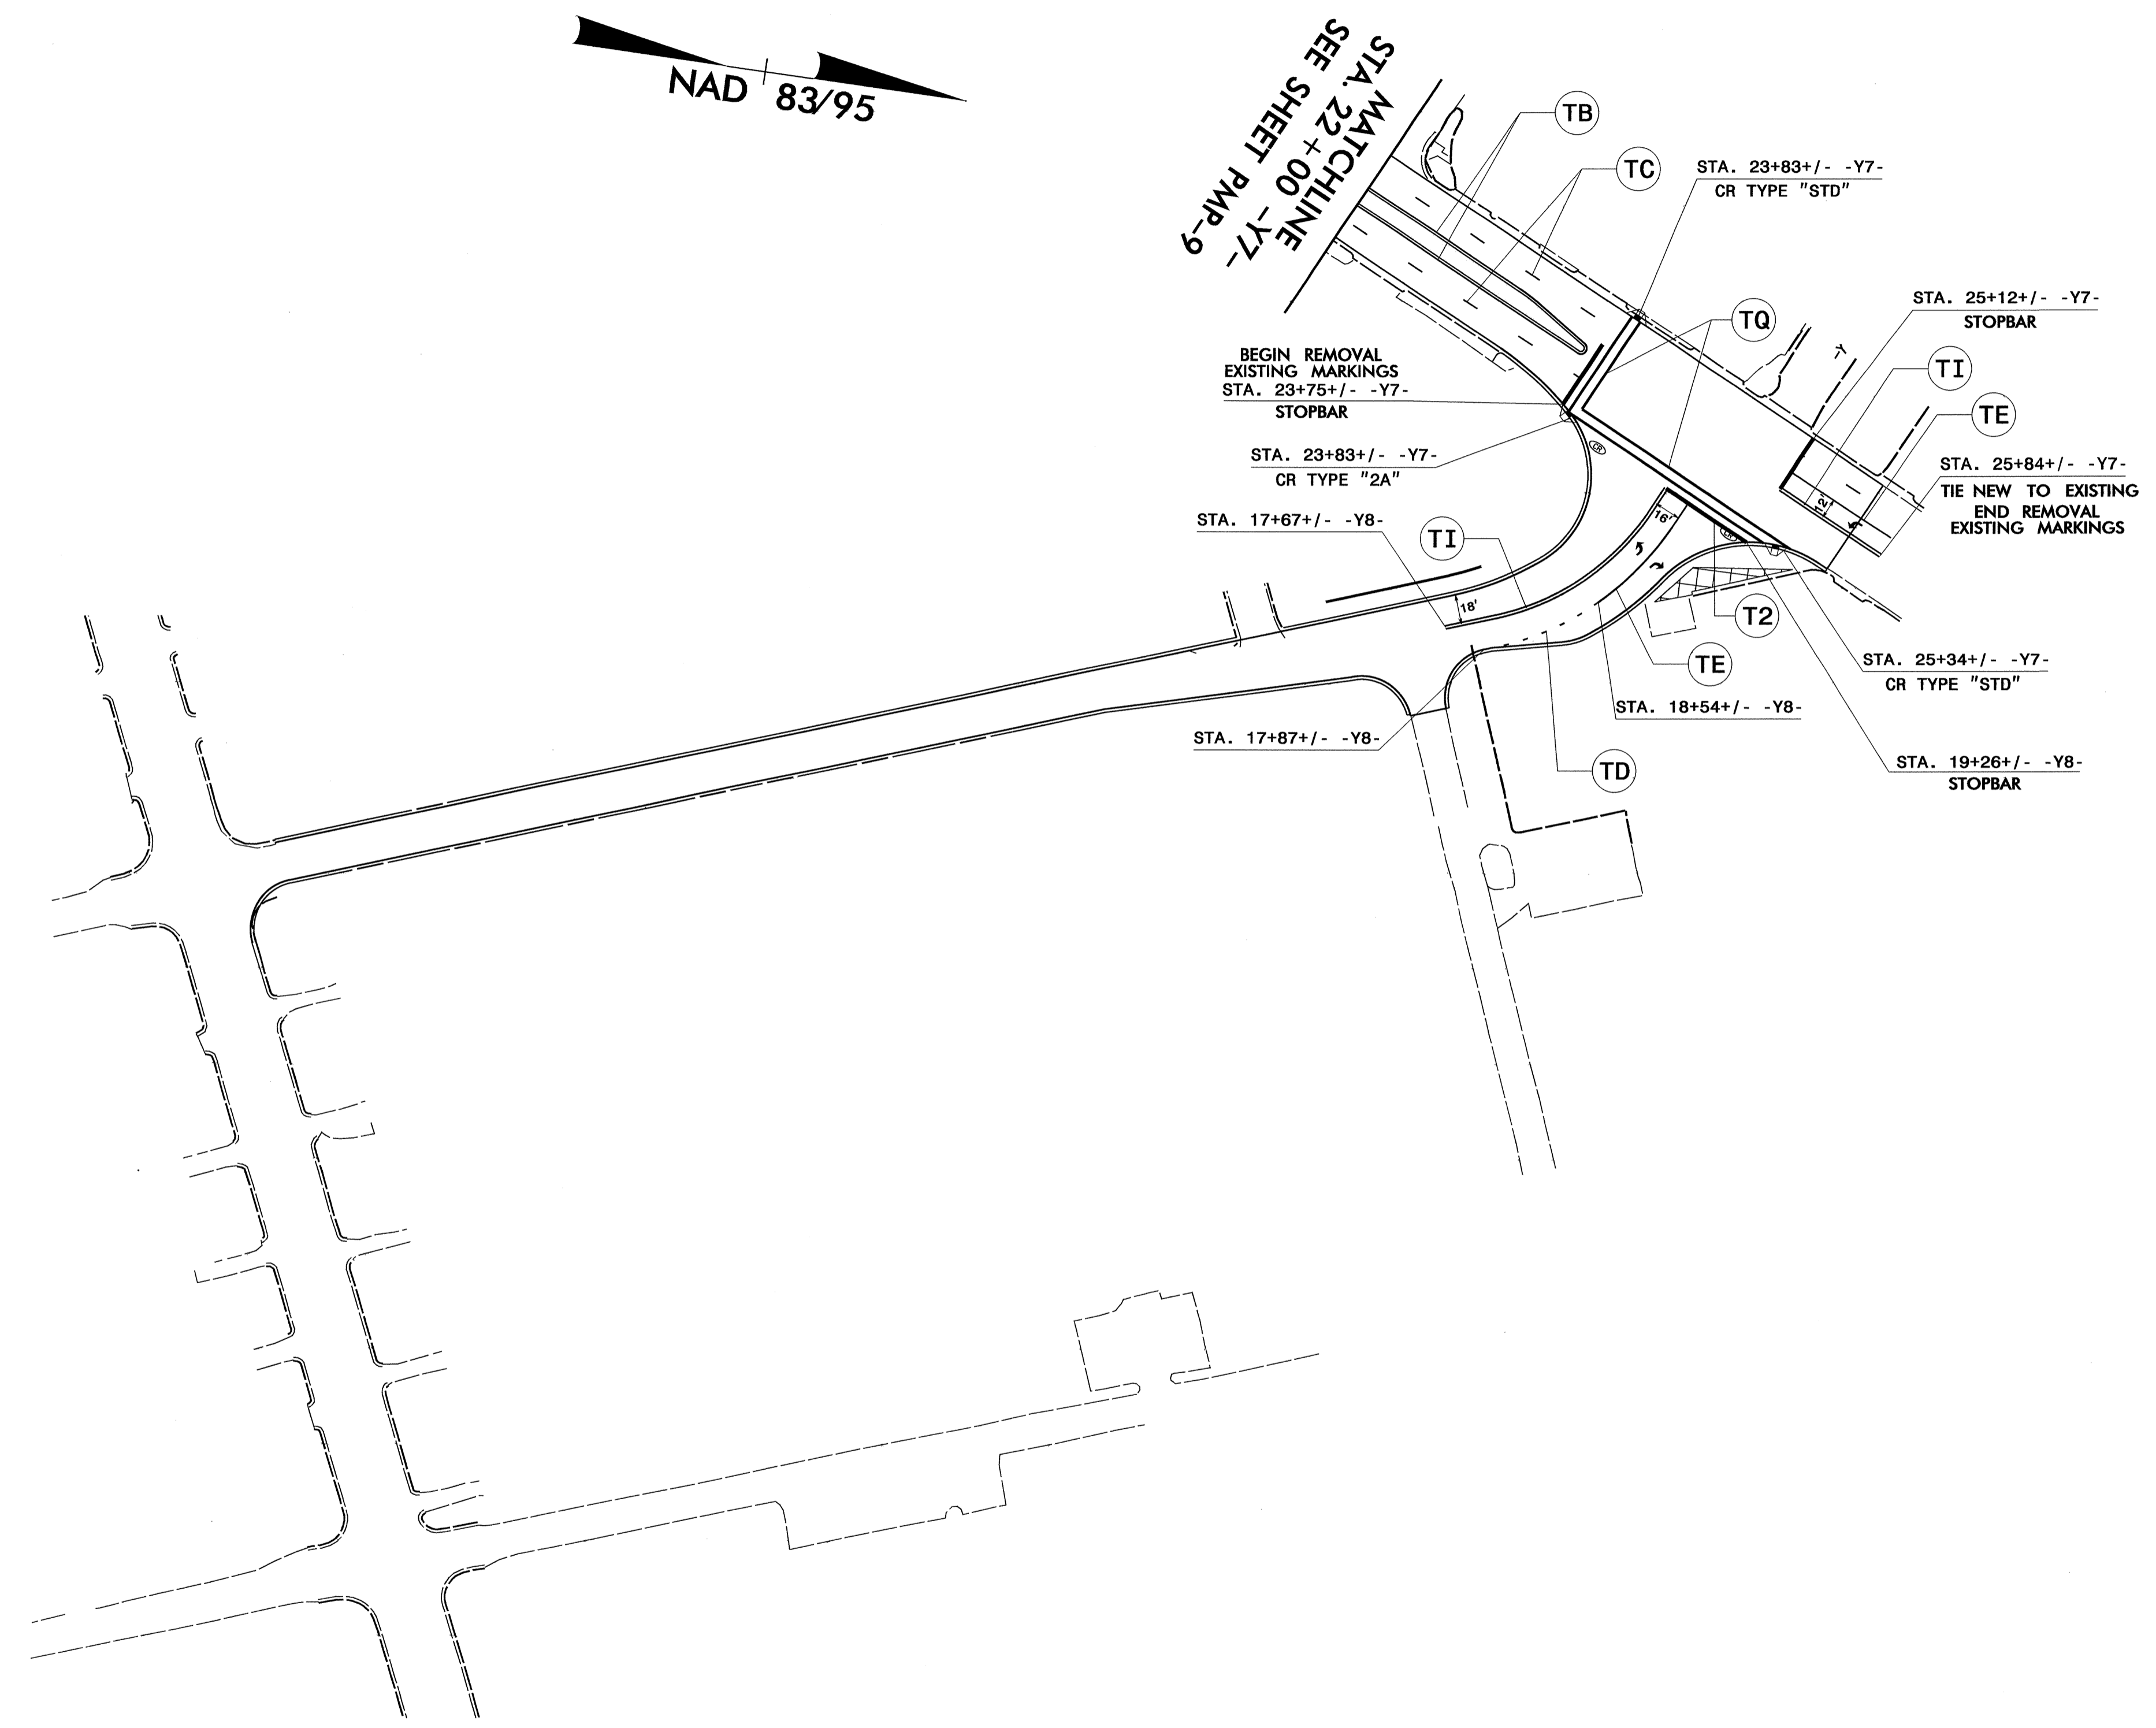 NAD 83/95
MATCHLINE
STA. 22+00 -Y7-
SEE SHEET PMP-9
TB
TC
STA. 23+83+/- -Y7-
CR TYPE "STD"
TQ
STA. 25+12+/- -Y7-
STOPBAR
TI
TE
BEGIN REMOVAL
EXISTING MARKINGS
STA. 23+75+/- -Y7-
STOPBAR
-Y
STA. 23+83+/- -Y7-
CR TYPE "2A"
CR
STA. 25+84+/- -Y7-
TIE NEW TO EXISTING
END REMOVAL
EXISTING MARKINGS
12'
STA. 17+67+/- -Y8-
TI
16'
CR
18'
T2
TE
STA. 25+34+/- -Y7-
CR TYPE "STD"
STA. 18+54+/- -Y8-
STA. 17+87+/- -Y8-
TD
STA. 19+26+/- -Y8-
STOPBAR